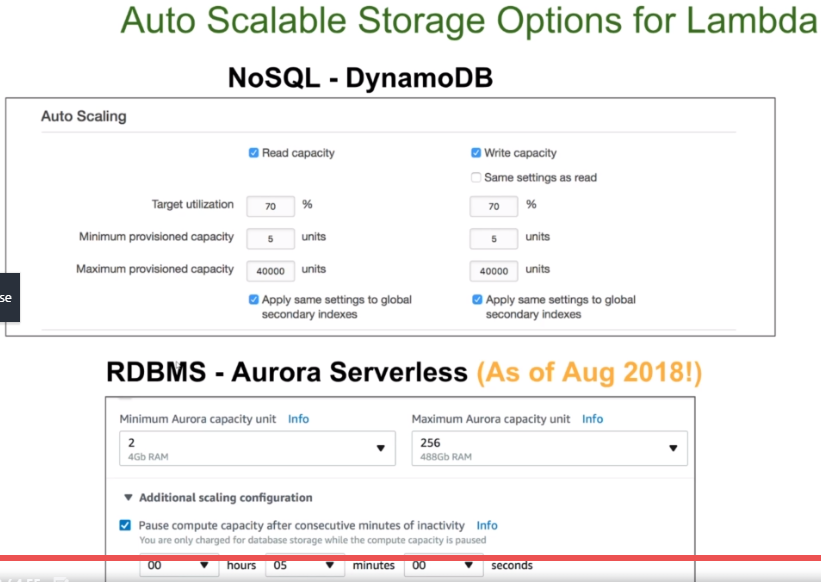 Auto Scalable Storage Options for Lambda
NoSQL - DynamoDB
Auto Scaling
Read capacity
Write capacity
Same settings as read
Target utilization 70 % 70 %
Minimum provisioned capacity 5 units 5 units
Maximum provisioned capacity 40000 units 40000 units
Apply same settings to global
secondary indexes
Apply same settings to global
secondary indexes
se
RDBMS - Aurora Serverless (As of Aug 2018!)
Minimum Aurora capacity unit Info
2
4Gb RAM
Maximum Aurora capacity unit Info
256
488Gb RAM
Additional scaling configuration
Pause compute capacity after consecutive minutes of inactivity Info
You are only charged for database storage while the compute capacity is paused
00 hours 05 minutes 00 seconds